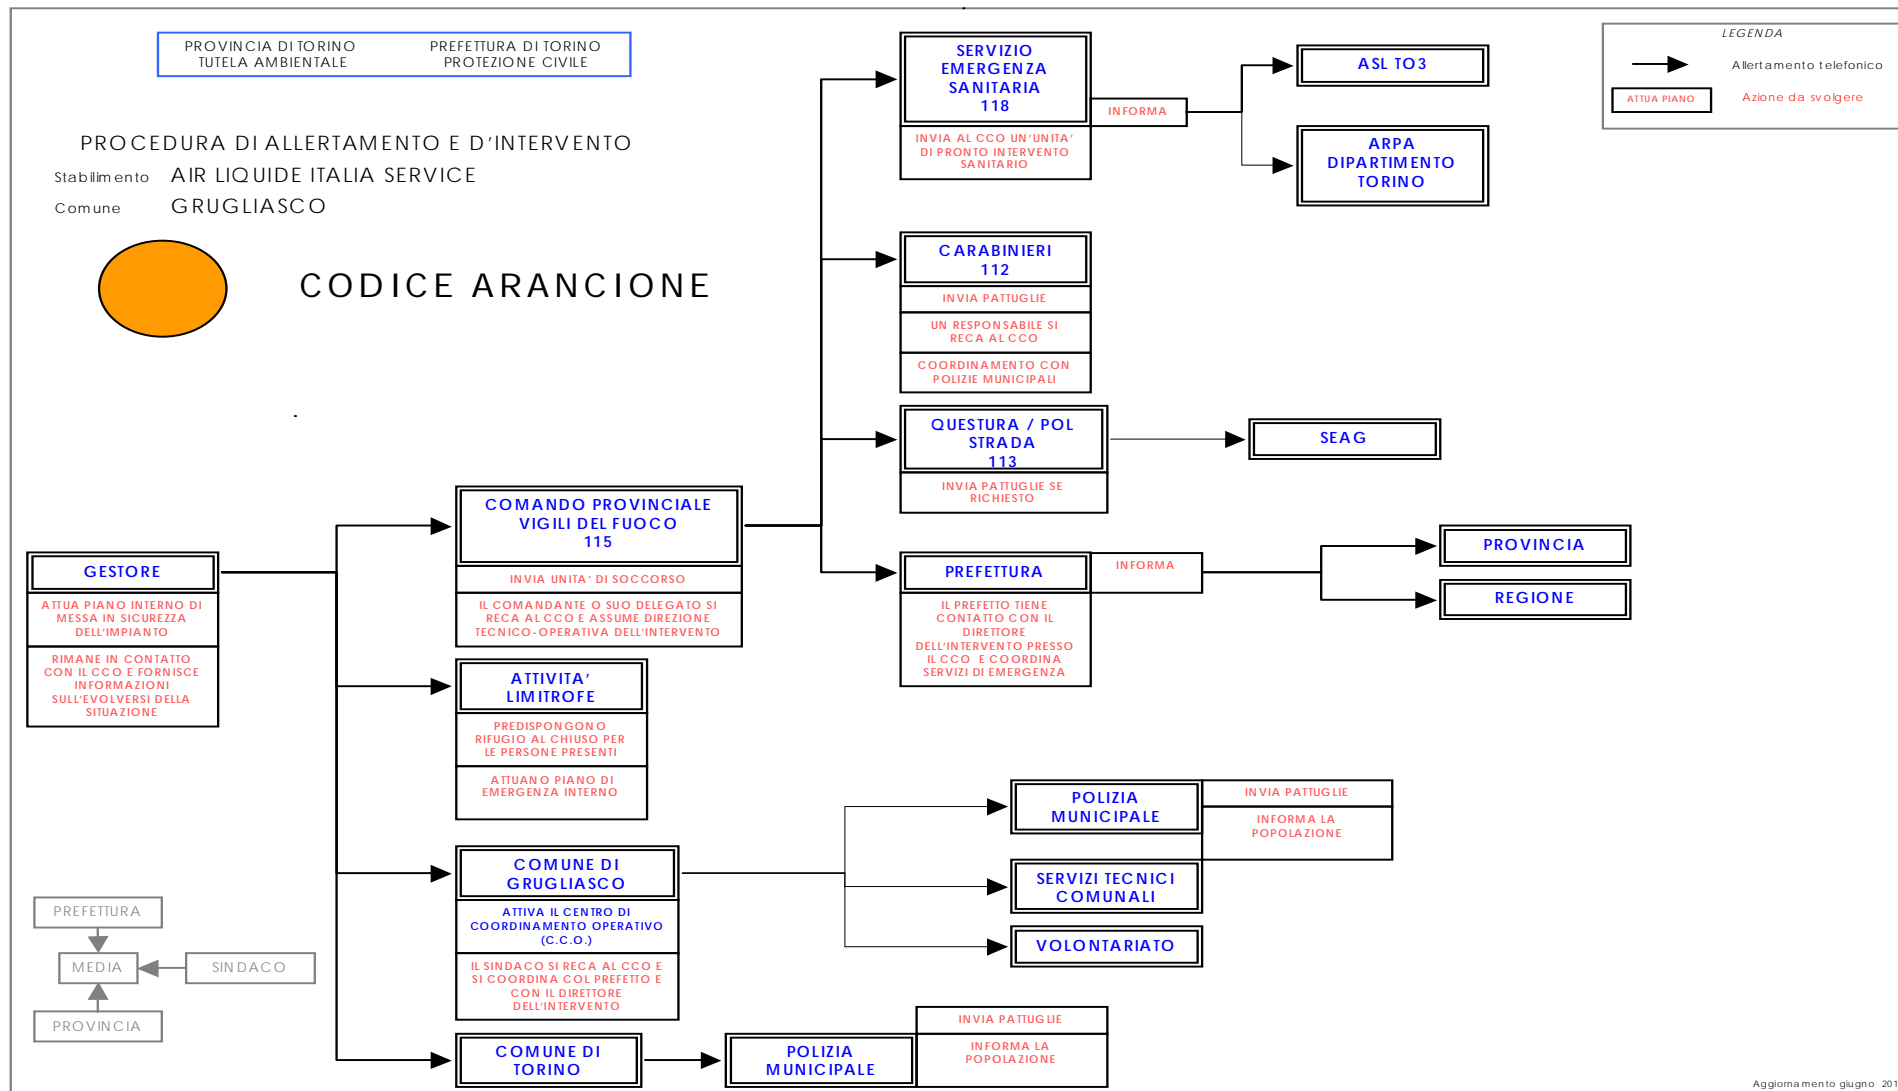 PROVINCIA DI TORINO
TUTELA AMBIENTALE
PREFETTURA DI TORINO
PROTEZIONE CIVILE
PROCEDURA DI ALLERTAMENTO E D'INTERVENTO
Stabilimento AIR LIQUIDE ITALIA SERVICE
Comune GRUGLIASCO
CODICE ARANCIONE
LEGENDA
Allertamento telefonico
ATTUA PIANO
Azione da svolgere
SERVIZIO
EMERGENZA
SANITARIA
118
INFORMA
INVIA AL CCO UN'UNITA'
DI PRONTO INTERVENTO
SANITARIO
ASL TO3
ARPA
DIPARTIMENTO
TORINO
CARABINIERI
112
INVIA PATTUGLIE
UN RESPONSABILE SI
RECA AL CCO
COORDINAMENTO CON
POLIZIE MUNICIPALI
QUESTURA / POL
STRADA
113
INVIA PATTUGLIE SE
RICHIESTO
SEAG
COMANDO PROVINCIALE
VIGILI DEL FUOCO
115
INVIA UNITA' DI SOCCORSO
IL COMANDANTE O SUO DELEGATO SI
RECA AL CCO E ASSUME DIREZIONE
TECNICO-OPERATIVA DELL'INTERVENTO
PREFETTURA
INFORMA
IL PREFETTO TIENE
CONTATTO CON IL
DIRETTORE
DELL'INTERVENTO PRESSO
IL CCO E COORDINA
SERVIZI DI EMERGENZA
PROVINCIA
REGIONE
GESTORE
ATTUA PIANO INTERNO DI
MESSA IN SICUREZZA
DELL'IMPIANTO
RIMANE IN CONTATTO
CON IL CCO E FORNISCE
INFORMAZIONI
SULL'EVOLVERSI DELLA
SITUAZIONE
ATTIVITA'
LIMITROFE
PREDISPONGONO
RIFUGIO AL CHIUSO PER
LE PERSONE PRESENTI
ATTUANO PIANO DI
EMERGENZA INTERNO
COMUNE DI
GRUGLIASCO
ATTIVA IL CENTRO DI
COORDINAMENTO OPERATIVO
(C.C.O.)
IL SINDACO SI RECA AL CCO E
SI COORDINA COL PREFETTO E
CON IL DIRETTORE
DELL'INTERVENTO
POLIZIA
MUNICIPALE
INVIA PATTUGLIE
INFORMA LA
POPOLAZIONE
SERVIZI TECNICI
COMUNALI
VOLONTARIATO
PREFETTURA
MEDIA
SINDACO
PROVINCIA
COMUNE DI
TORINO
POLIZIA
MUNICIPALE
INVIA PATTUGLIE
INFORMA LA
POPOLAZIONE
Aggiornamento giugno 201